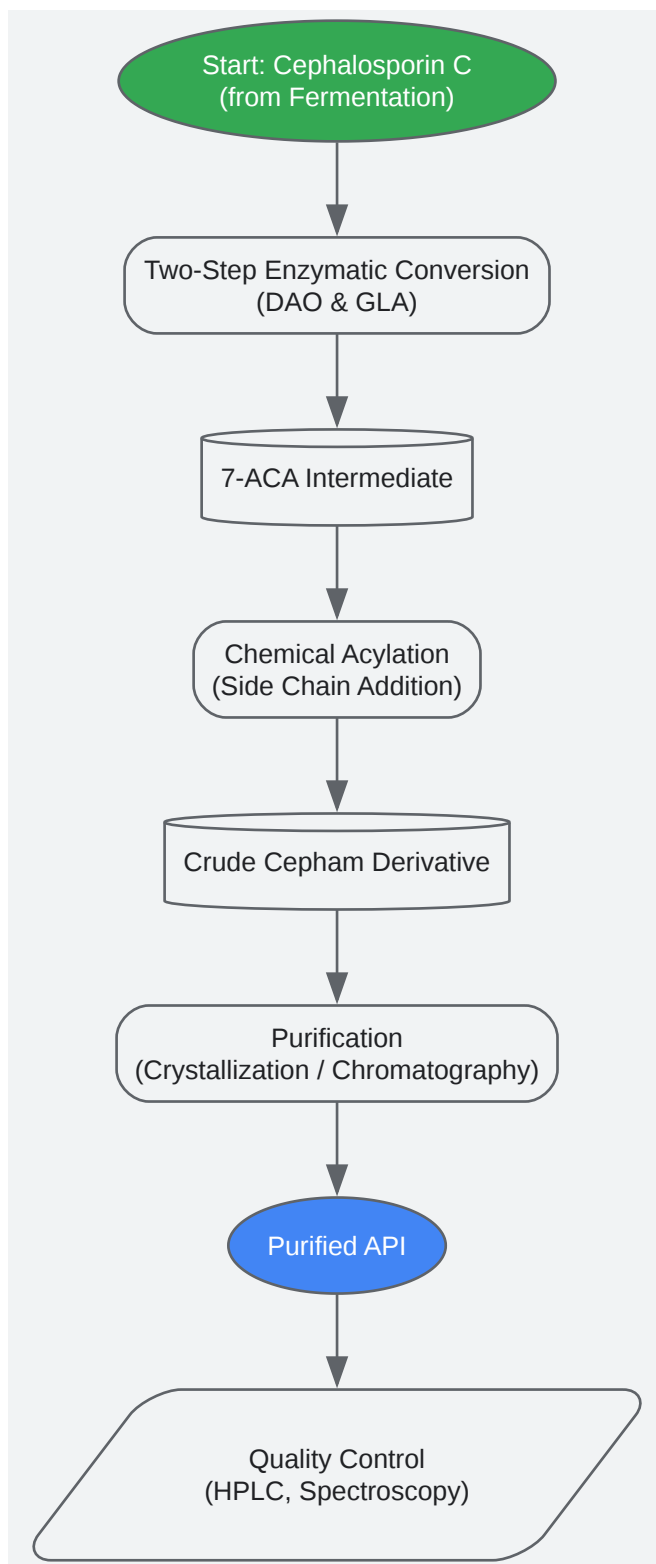 Start: Cephalosporin C
(from Fermentation)
Two-Step Enzymatic Conversion
(DAO & GLA)
7-ACA Intermediate
Chemical Acylation
(Side Chain Addition)
Crude Cepham Derivative
Purification
(Crystallization / Chromatography)
Purified API
Quality Control
(HPLC, Spectroscopy)